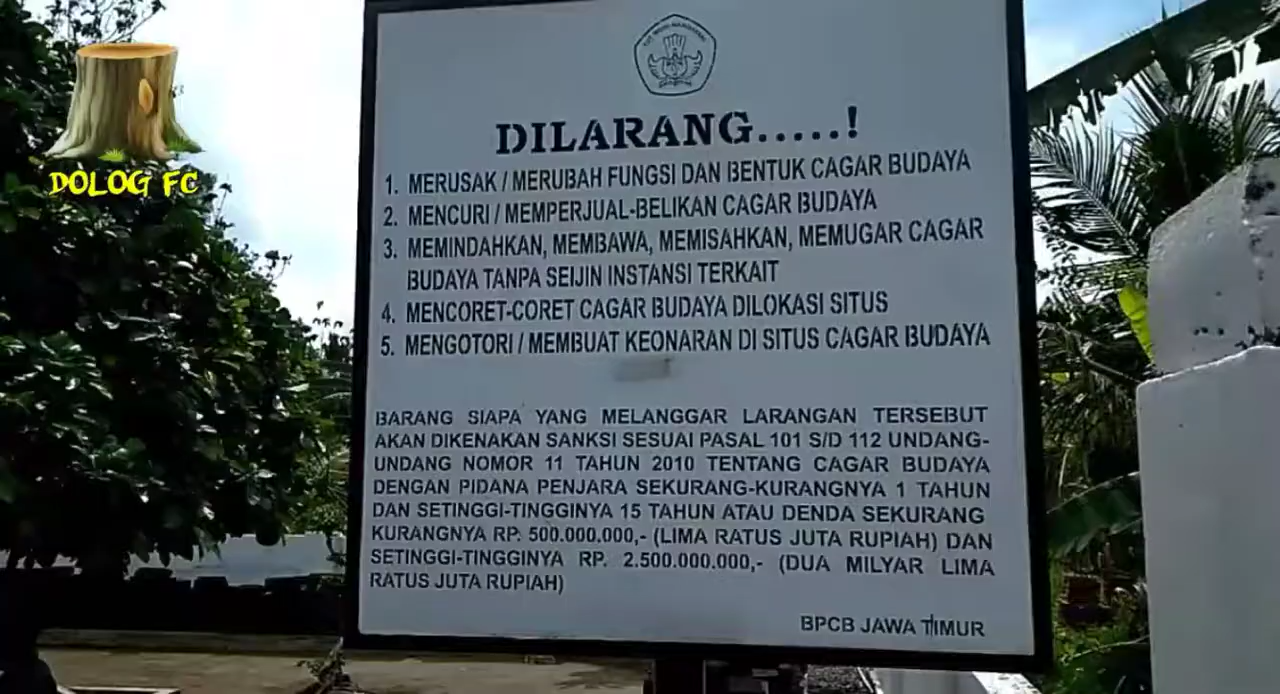 DOLOG FC
TUT WURI HANDAYANI
DILARANG.....!
1. MERUSAK / MERUBAH FUNGSI DAN BENTUK CAGAR BUDAYA
2. MENCURI / MEMPERJUAL-BELIKAN CAGAR BUDAYA
3. MEMINDAHKAN, MEMBAWA, MEMISAHKAN, MEMUGAR CAGAR
BUDAYA TANPA SEIJIN INSTANSI TERKAIT
4. MENCORET-CORET CAGAR BUDAYA DILOKASI SITUS
5. MENGOTORI / MEMBUAT KEONARAN DI SITUS CAGAR BUDAYA
BARANG SIAPA YANG MELANGGAR LARANGAN TERSEBUT
AKAN DIKENAKAN SANKSI SESUAI PASAL 101 S/D 112 UNDANG-
UNDANG NOMOR 11 TAHUN 2010 TENTANG CAGAR BUDAYA
DENGAN PIDANA PENJARA SEKURANG-KURANGNYA 1 TAHUN
DAN SETINGGI-TINGGINYA 15 TAHUN ATAU DENDA SEKURANG
KURANGNYA RP. 500.000.000,- (LIMA RATUS JUTA RUPIAH) DAN
SETINGGI-TINGGINYA RP. 2.500.000.000,- (DUA MILYAR LIMA
RATUS JUTA RUPIAH)
BPCB JAWA TIMUR